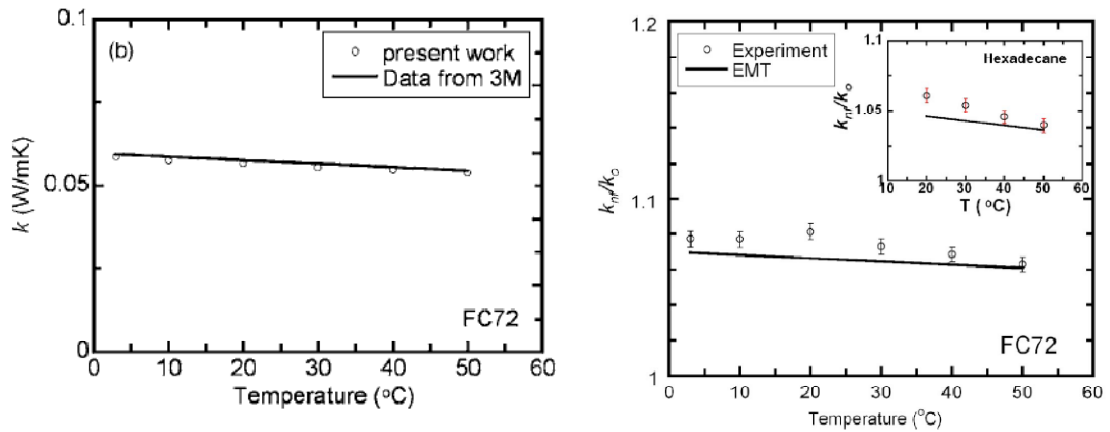 0.1
(b)
present work
Data from 3M
k (W/mK)
0.05
FC72
0
0 10 20 30 40 50 60
Temperature (°C)
1.2
Experiment
EMT
k_nf/k_o
1.1
1
FC72
0 10 20 30 40 50 60
Temperature (°C)
1.1
Hexadecane
k_nf/k_o
1.05
1
10 20 30 40 50 60
T (°C)